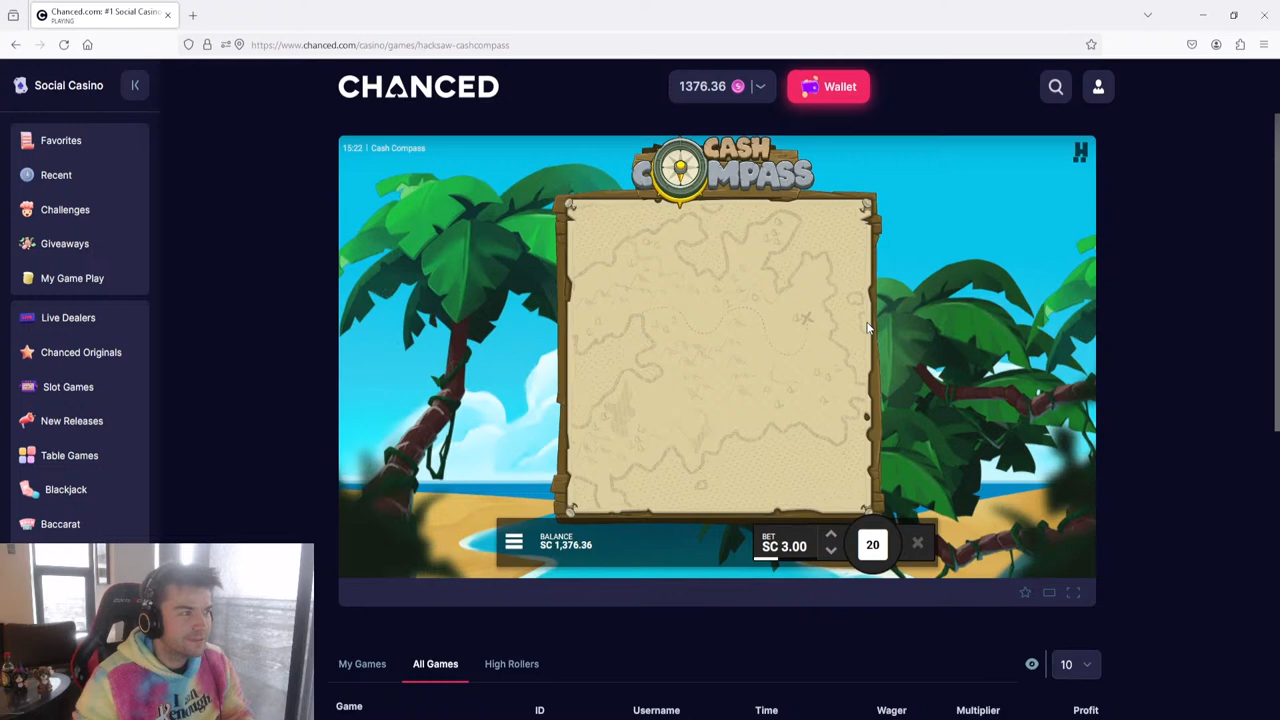 Chanced.com: #1 Social Casin
PLAYING
https://www.chanced.com/casino/games/hacksaw-cashcompass
Social Casino
CHANCED
1376.36
Wallet
Favorites
Recent
Challenges
Giveaways
My Game Play
Live Dealers
Chanced Originals
Slot Games
New Releases
Table Games
Blackjack
Baccarat
15:22 | Cash Compass
CASH
COMPASS
BALANCE
SC 1,376.36
BET
SC 3.00
20
My Games
All Games
High Rollers
10
Game
ID
Username
Time
Wager
Multiplier
Profit